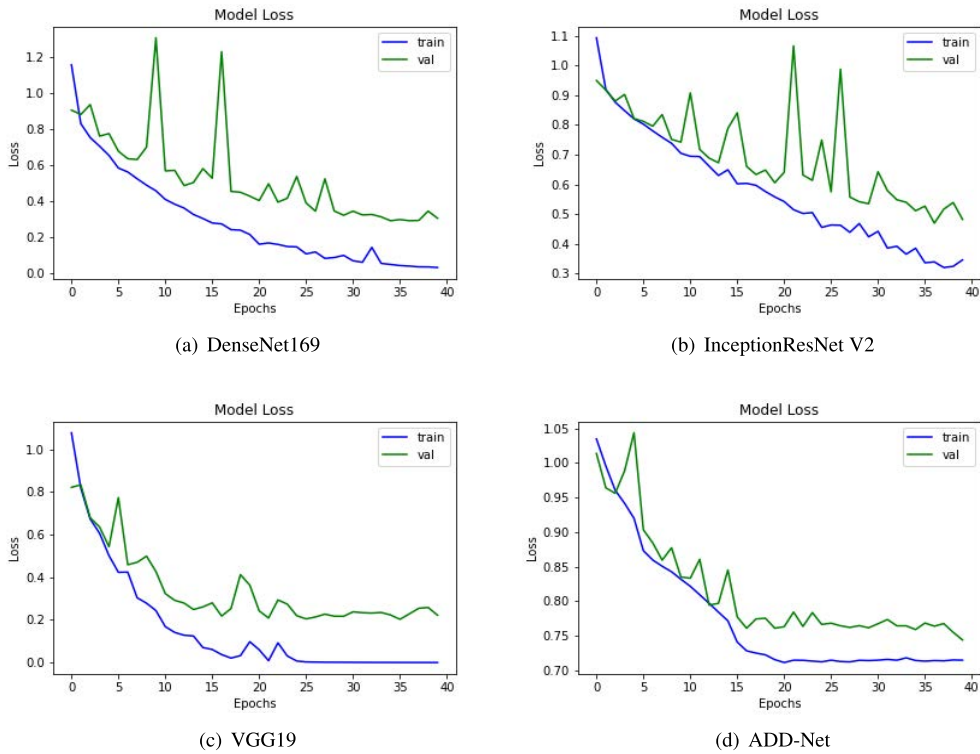 Model Loss
train
val
1.2
1.0
0.8
0.6
0.4
0.2
0.0
Loss
0 5 10 15 20 25 30 35 40
Epochs
(a) DenseNet169
Model Loss
train
val
1.1
1.0
0.9
0.8
0.7
0.6
0.5
0.4
0.3
Loss
0 5 10 15 20 25 30 35 40
Epochs
(b) InceptionResNet V2
Model Loss
train
val
1.0
0.8
0.6
0.4
0.2
0.0
Loss
0 5 10 15 20 25 30 35 40
Epochs
(c) VGG19
Model Loss
train
val
1.05
1.00
0.95
0.90
0.85
0.80
0.75
0.70
Loss
0 5 10 15 20 25 30 35 40
Epochs
(d) ADD-Net